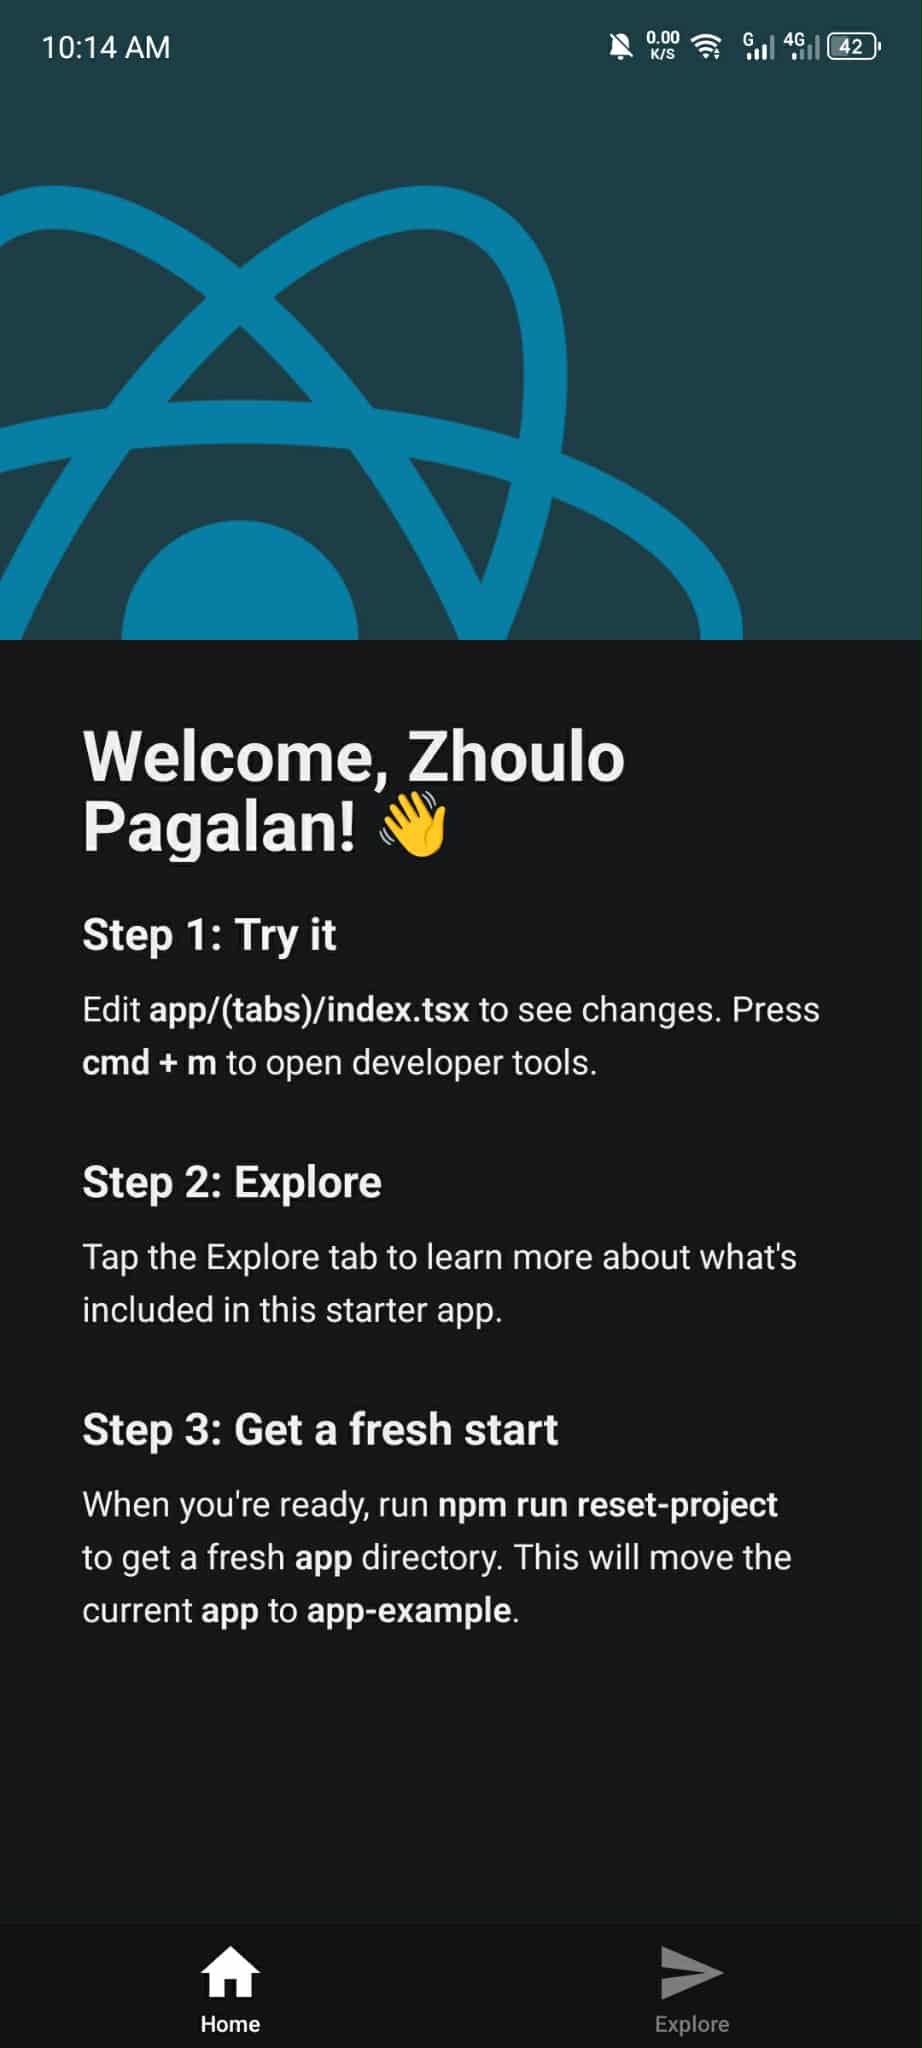 10:14 AM
0.00
K/S
G
4G
42
Welcome, Zhoulo
Pagalan! 👋
Step 1: Try it
Edit app/(tabs)/index.tsx to see changes. Press
cmd + m to open developer tools.
Step 2: Explore
Tap the Explore tab to learn more about what's
included in this starter app.
Step 3: Get a fresh start
When you're ready, run npm run reset-project
to get a fresh app directory. This will move the
current app to app-example.
Home
Explore